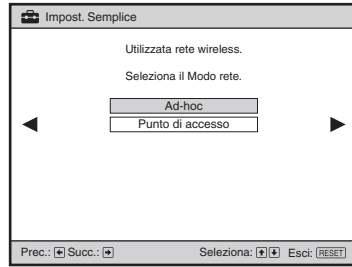 Impost. Semplice
Utilizzata rete wireless.
Seleziona il Modo rete.
Ad-hoc
Punto di accesso
Prec.: Succ.: Seleziona: Esci: RESET